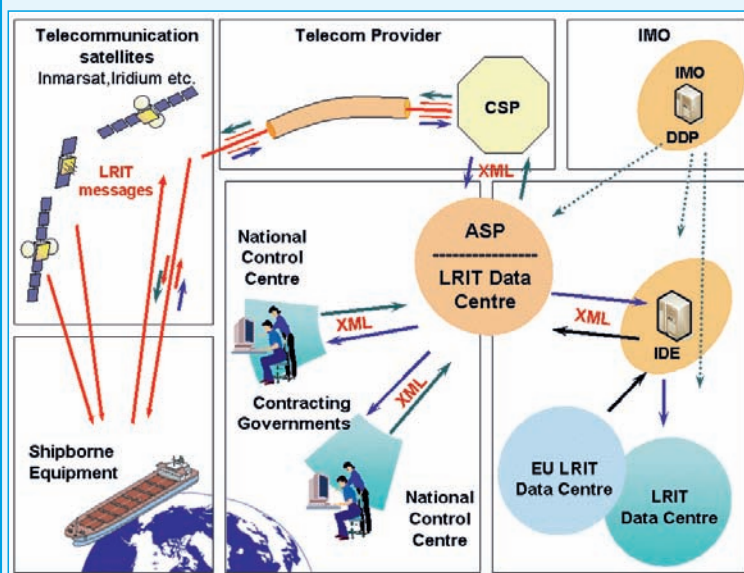 Telecommunication
satellites
Inmarsat,Iridium etc.
LRIT
messages
Telecom Provider
CSP
XML
IMO
IMO
DDP
ASP
LRIT Data
Centre
National
Control
Centre
XML
Contracting
Governments
XML
National
Control
Centre
XML
IDE
EU LRIT
Data Centre
LRIT
Data Centre
Shipborne
Equipment